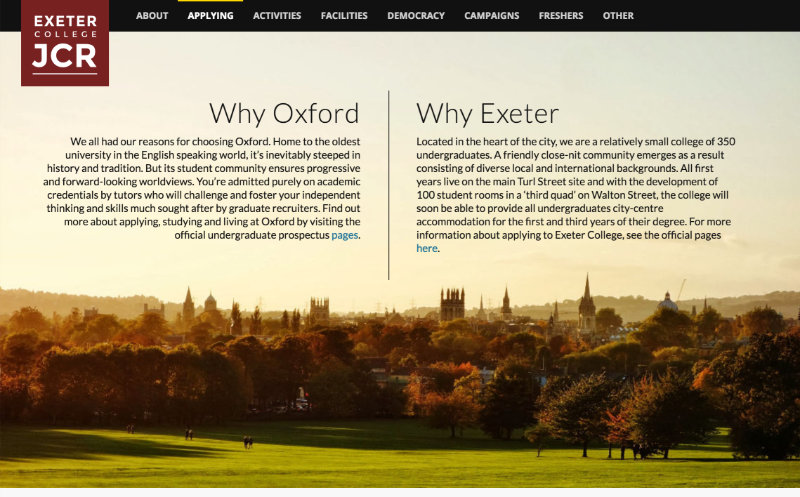 EXETER
COLLEGE
JCR
ABOUT APPLYING ACTIVITIES FACILITIES DEMOCRACY CAMPAIGNS FRESHERS OTHER
Why Oxford
We all had our reasons for choosing Oxford. Home to the oldest
university in the English speaking world, it's inevitably steeped in
history and tradition. But its student community ensures progressive
and forward-looking worldviews. You're admitted purely on academic
credentials by tutors who will challenge and foster your independent
thinking and skills much sought after by graduate recruiters. Find out
more about applying, studying and living at Oxford by visiting the
official undergraduate prospectus pages.
Why Exeter
Located in the heart of the city, we are a relatively small college of 350
undergraduates. A friendly close-nit community emerges as a result
consisting of diverse local and international backgrounds. All first
years live on the main Turl Street site and with the development of
100 student rooms in a 'third quad' on Walton Street, the college will
soon be able to provide all undergraduates city-centre
accommodation for the first and third years of their degree. For more
information about applying to Exeter College, see the official pages
here.